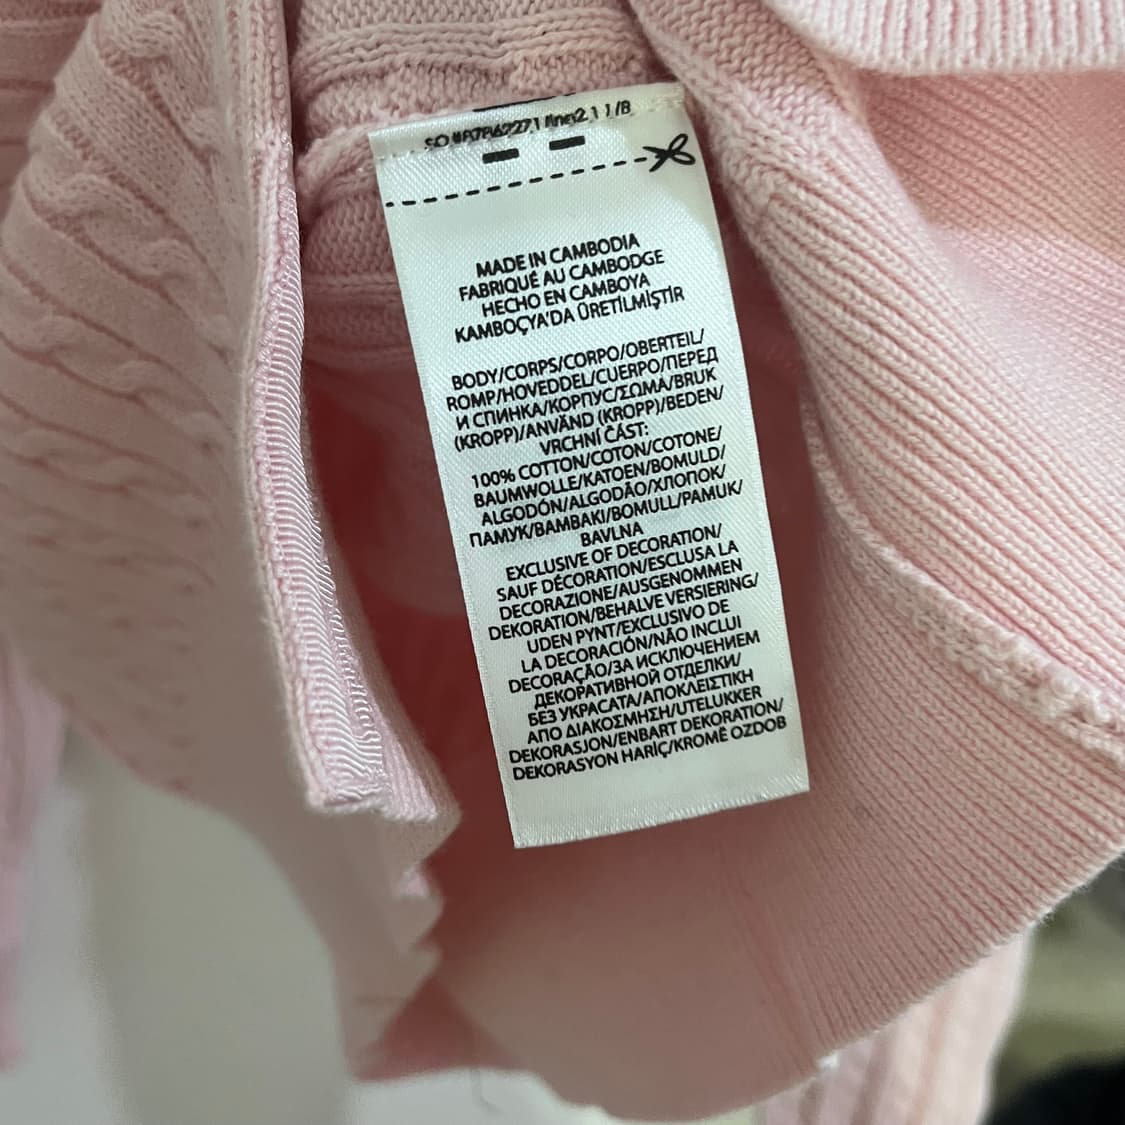 MADE IN CAMBODIA
FABRIQUÉ AU CAMBODGE
HECHO EN CAMBOYA
KAMBOÇYA'DA ÜRETİLMİŞTİR
BODY/CORPS/CORPO/OBERTEIL/
ROMP/HOVEDDEL/CUERPO/ПЕРЕД
И СПИНКА/КОРПУС/ΣΩΜΑ/BRUK
(KROPP)/ANVÄND (KROPP)/BEDEN/
VRCHNÍ ČÁST:
100% COTTON/COTON/COTONE/
BAUMWOLLE/KATOEN/BOMULD/
ALGODÓN/ALGODÃO/ХЛОПОК/
ПАМУК/ΒΑΜΒΑΚΙ/BOMULL/PAMUK/
BAVLNA
EXCLUSIVE OF DECORATION/
SAUF DÉCORATION/ESCLUSA LA
DECORAZIONE/AUSGENOMMEN
DEKORATION/BEHALVE VERSIERING/
UDEN PYNT/EXCLUSIVO DE
LA DECORACIÓN/NÃO INCLUI
DECORAÇÃO/ЗА ИСКЛЮЧЕНИЕМ
ДЕКОРАТИВНОЙ ОТДЕЛКИ/
БЕЗ УКРАСАТА/ΑΠΟΚΛΕΙΣΤΙΚΗ
ΑΠΟ ΔΙΑΚΟΣΜΗΣΗ/UTELUKKER
DEKORASJON/ENBART DEKORATION/
DEKORASYON HARİÇ/KROMĚ OZDOB